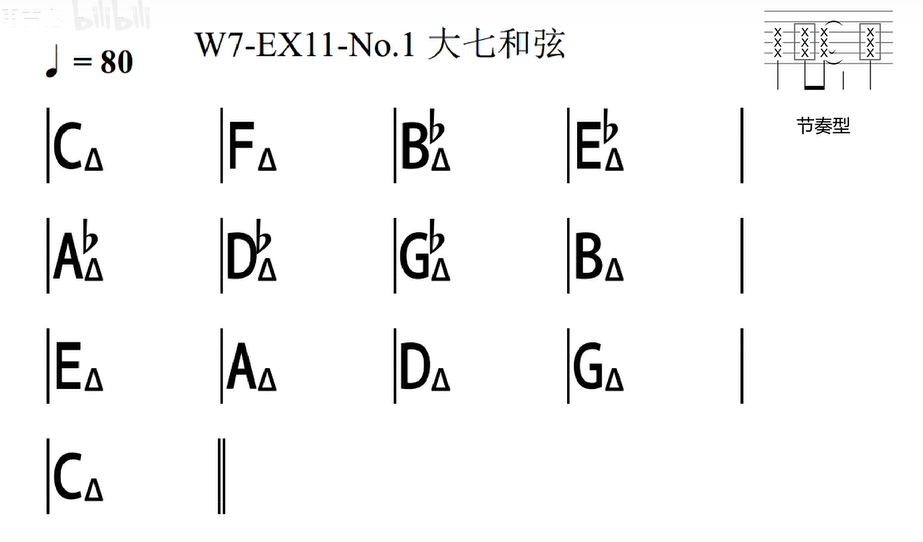 bilibili
♩ = 80
W7-EX11-No.1 大七和弦
节奏型
|CΔ |FΔ |B♭Δ |E♭Δ |
|A♭Δ |D♭Δ |G♭Δ |BΔ |
|EΔ |AΔ |DΔ |GΔ |
|CΔ ‖